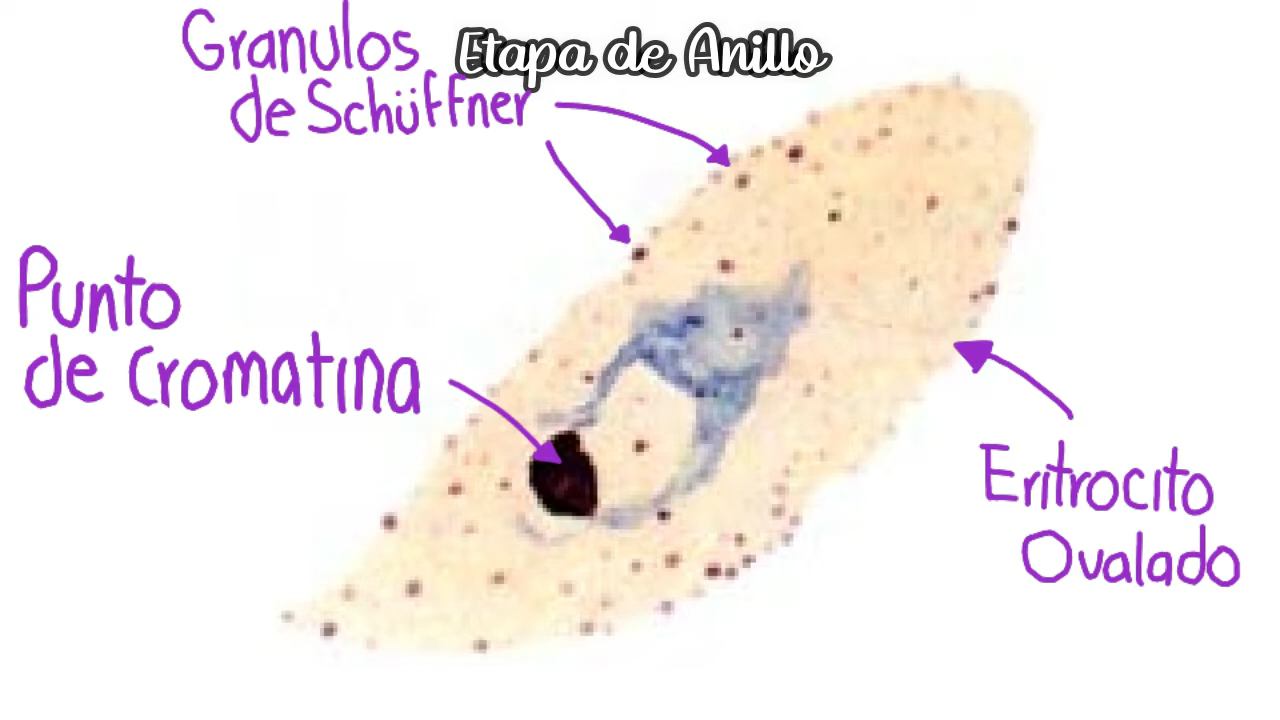 Etapa de Anillo
Granulos
de Schüffner
Punto
de Cromatina
Eritrocito
Ovalado